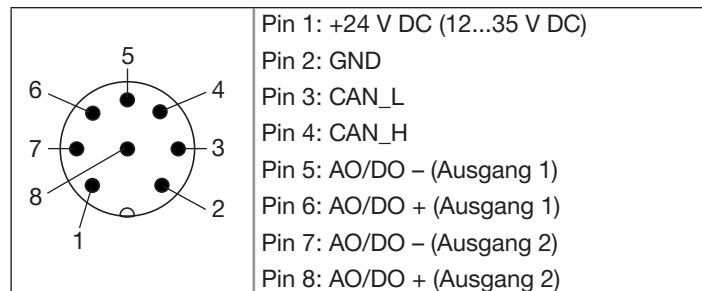 5
6
4
7
3
8
2
1
Pin 1: +24 V DC (12...35 V DC)
Pin 2: GND
Pin 3: CAN_L
Pin 4: CAN_H
Pin 5: AO/DO – (Ausgang 1)
Pin 6: AO/DO + (Ausgang 1)
Pin 7: AO/DO – (Ausgang 2)
Pin 8: AO/DO + (Ausgang 2)